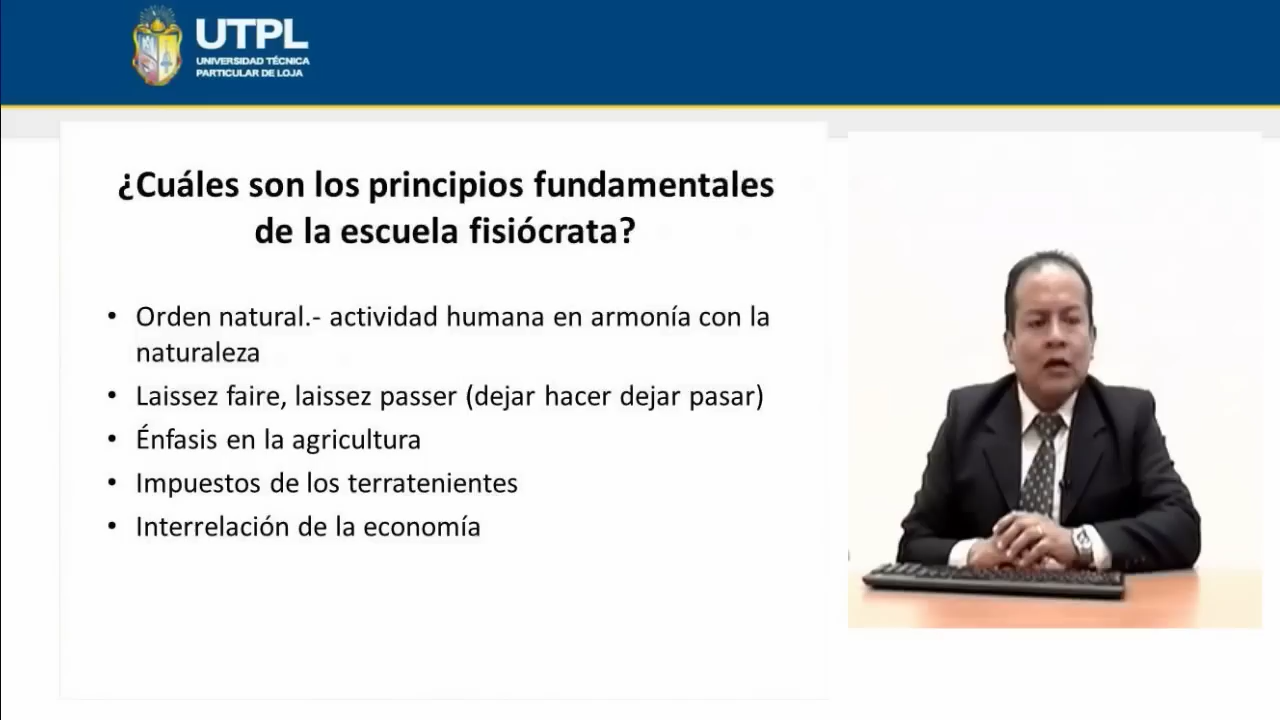 UTPL
UNIVERSIDAD TÉCNICA
PARTICULAR DE LOJA
¿Cuáles son los principios fundamentales
de la escuela fisiócrata?
• Orden natural.- actividad humana en armonía con la
naturaleza
• Laissez faire, laissez passer (dejar hacer dejar pasar)
• Énfasis en la agricultura
• Impuestos de los terratenientes
• Interrelación de la economía